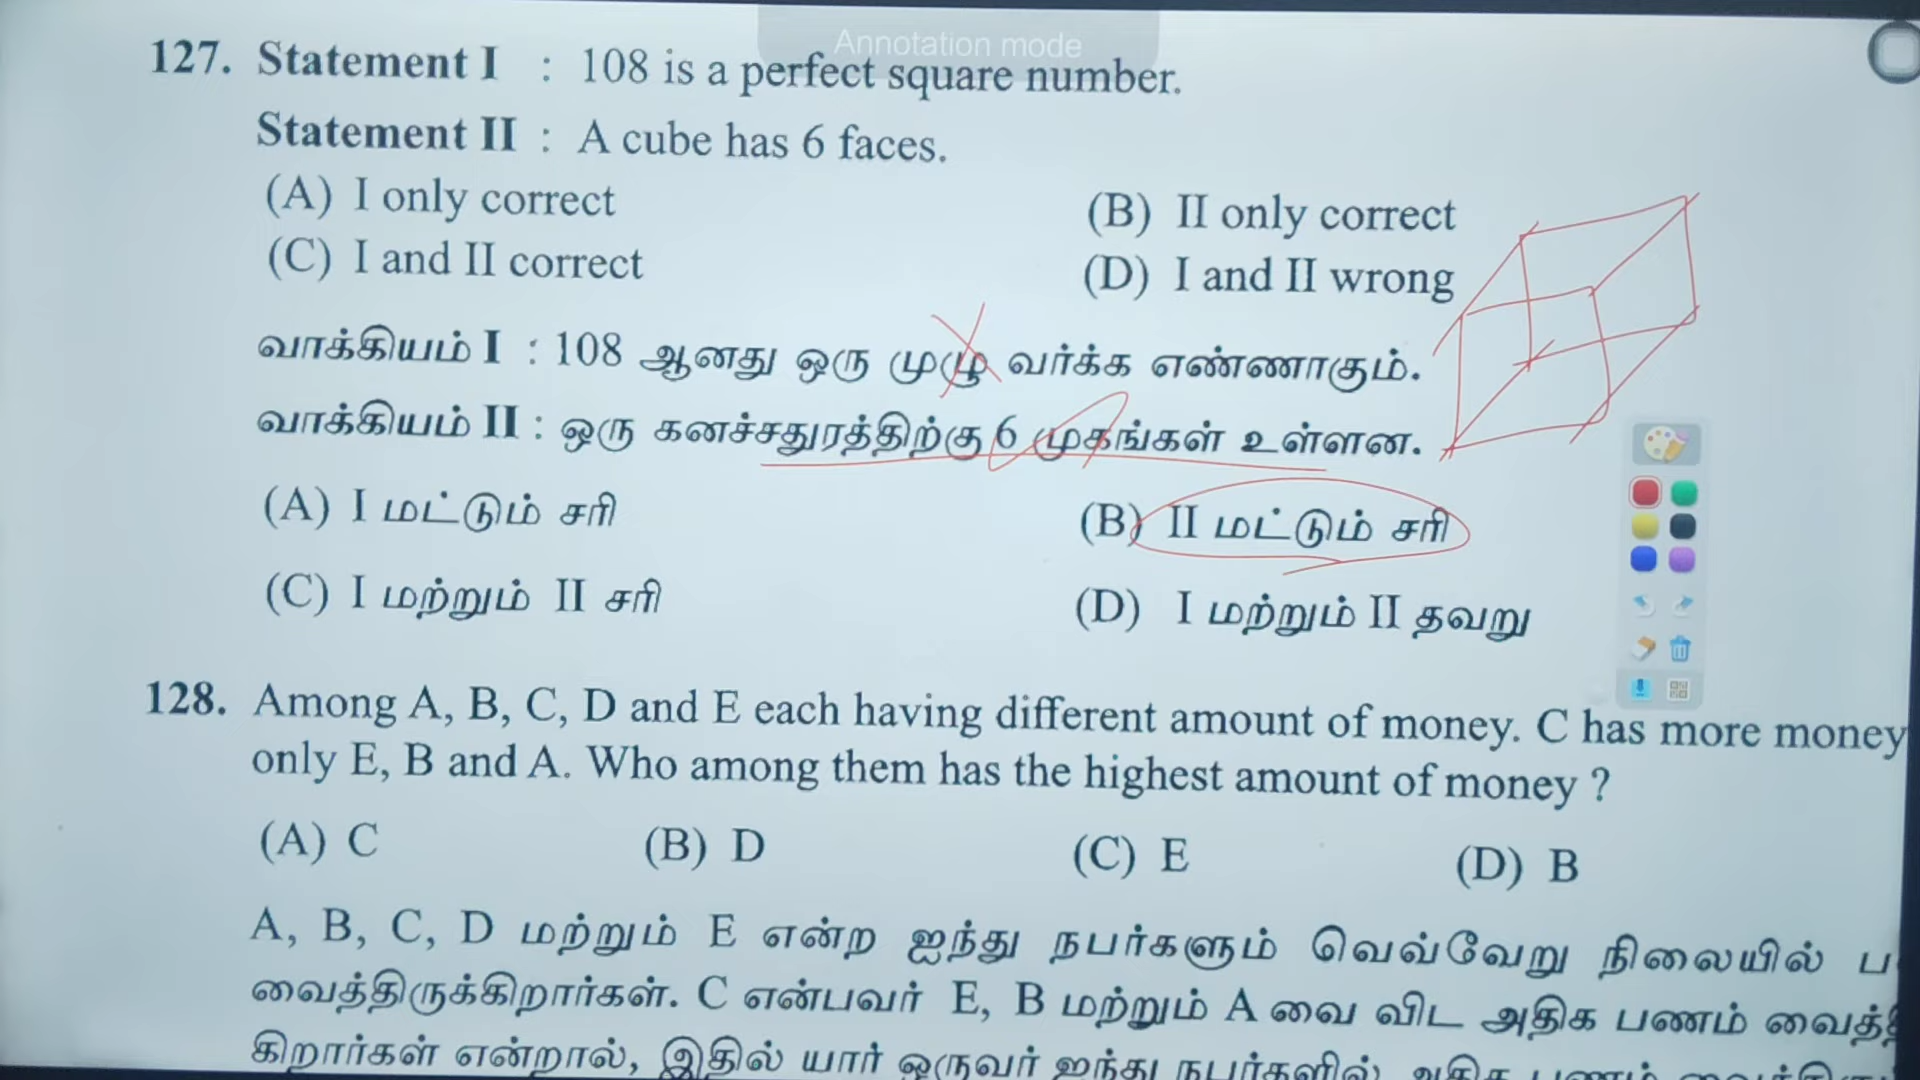 Annotation mode
127. Statement I : 108 is a perfect square number.
Statement II : A cube has 6 faces.
(A) I only correct (B) II only correct
(C) I and II correct (D) I and II wrong
வாக்கியம் I : 108 ஆனது ஒரு முழு வர்க்க எண்ணாகும்.
வாக்கியம் II : ஒரு கனச்சதுரத்திற்கு 6 முகங்கள் உள்ளன.
(A) I மட்டும் சரி (B) II மட்டும் சரி
(C) I மற்றும் II சரி (D) I மற்றும் II தவறு
128. Among A, B, C, D and E each having different amount of money. C has more money
only E, B and A. Who among them has the highest amount of money ?
(A) C (B) D (C) E (D) B
A, B, C, D மற்றும் E என்ற ஐந்து நபர்களும் வெவ்வேறு நிலையில்
வைத்திருக்கிறார்கள். C என்பவர் E, B மற்றும் A வை விட அதிக பணம்
கிறார்கள் என்றால், இதில் யார் ஒருவர் ஐந்து நபர்களில்